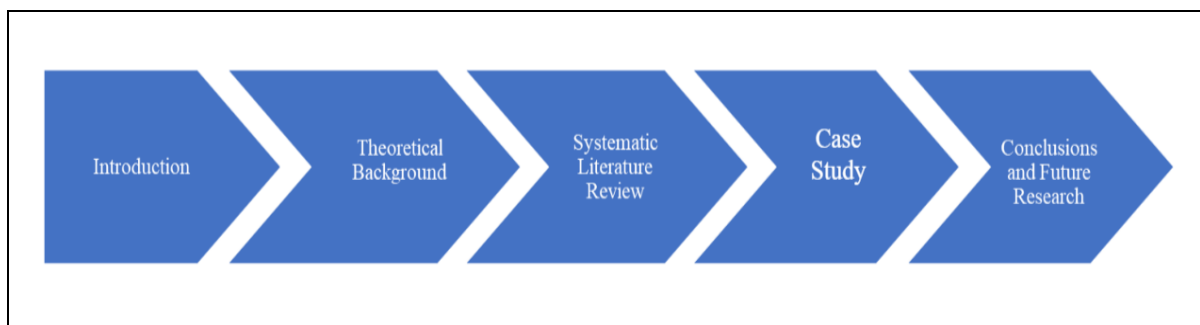 Introduction
Theoretical
Background
Systematic
Literature
Review
Case
Study
Conclusions
and Future
Research